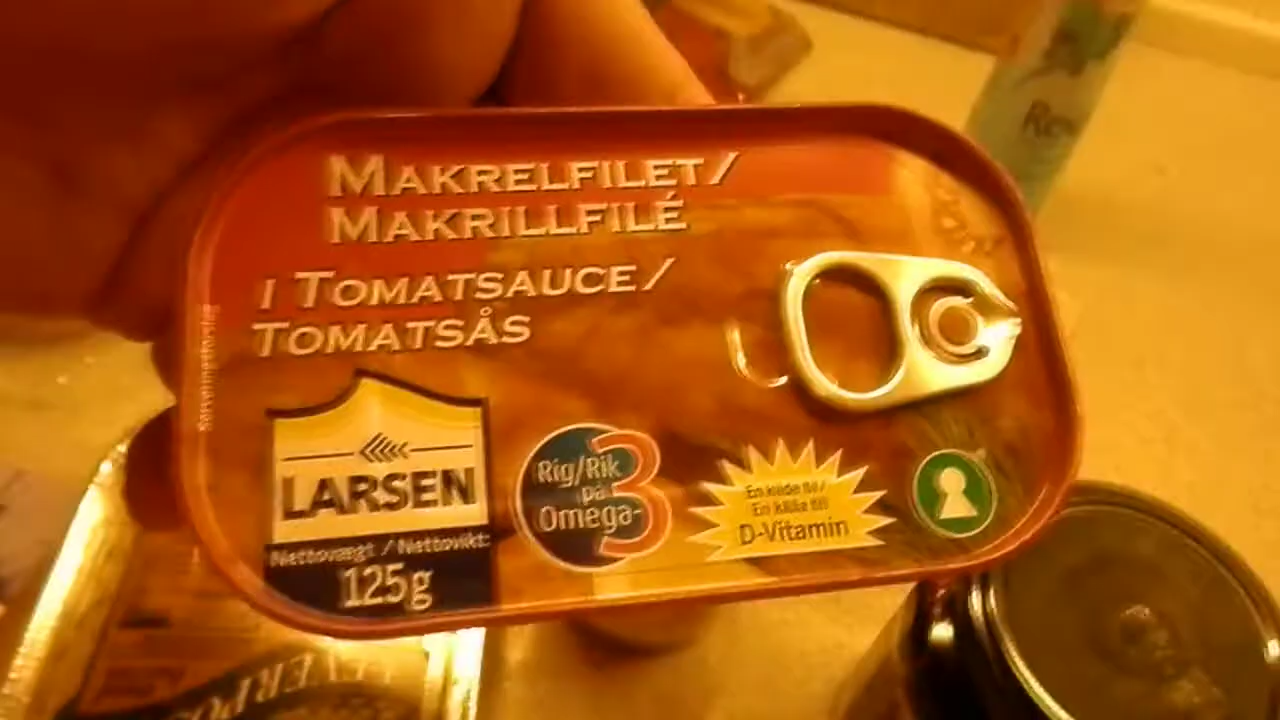 MAKRELFILET/
MAKRILLFILÉ
I TOMATSAUCE/
TOMATSÅS
LARSEN
Nettovægt / Nettovikt:
125g
Rig/Rik
på
Omega-3
En kilde til/
En källa till
D-Vitamin
LEVERPO